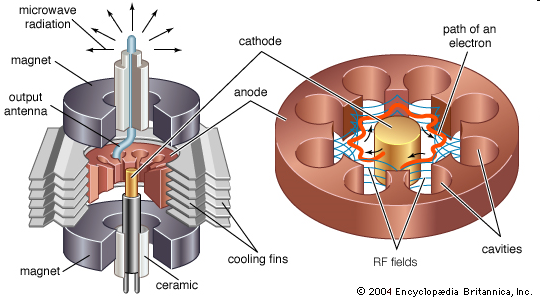 microwave
radiation
magnet
output
antenna
magnet
ceramic
cooling fins
cathode
anode
path of an
electron
RF fields
cavities
© 2004 Encyclopædia Britannica, Inc.